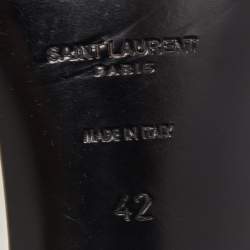 SAINT LAURENT
PARIS
MADE IN ITALY
42